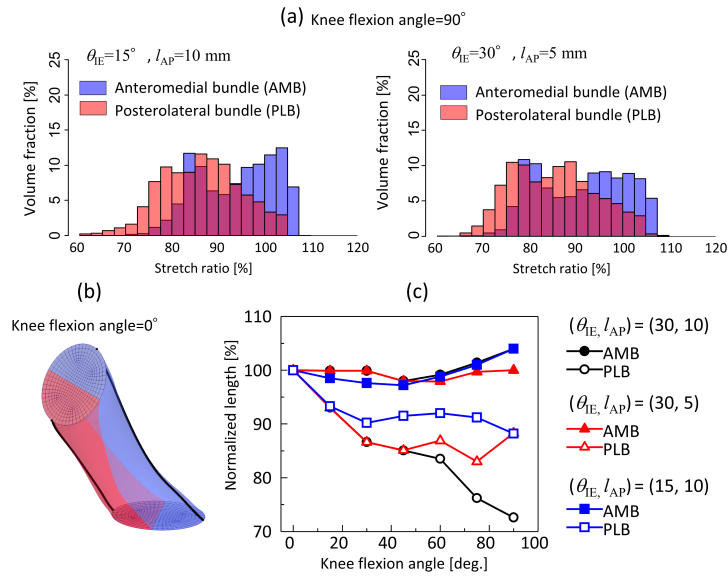 (a) Knee flexion angle=90°
θIE=15° , lAP=10 mm
25
20
15
10
5
0
Volume fraction [%]
Anteromedial bundle (AMB)
Posterolateral bundle (PLB)
60 70 80 90 100 110 120
Stretch ratio [%]
θIE=30° , lAP=5 mm
25
20
15
10
5
0
Volume fraction [%]
Anteromedial bundle (AMB)
Posterolateral bundle (PLB)
60 70 80 90 100 110 120
Stretch ratio [%]
(b)
Knee flexion angle=0°
(c)
110
100
90
80
70
Normalized length [%]
0 20 40 60 80 100
Knee flexion angle [deg.]
(θIE, lAP) = (30, 10)
AMB
PLB
(θIE, lAP) = (30, 5)
AMB
PLB
(θIE, lAP) = (15, 10)
AMB
PLB